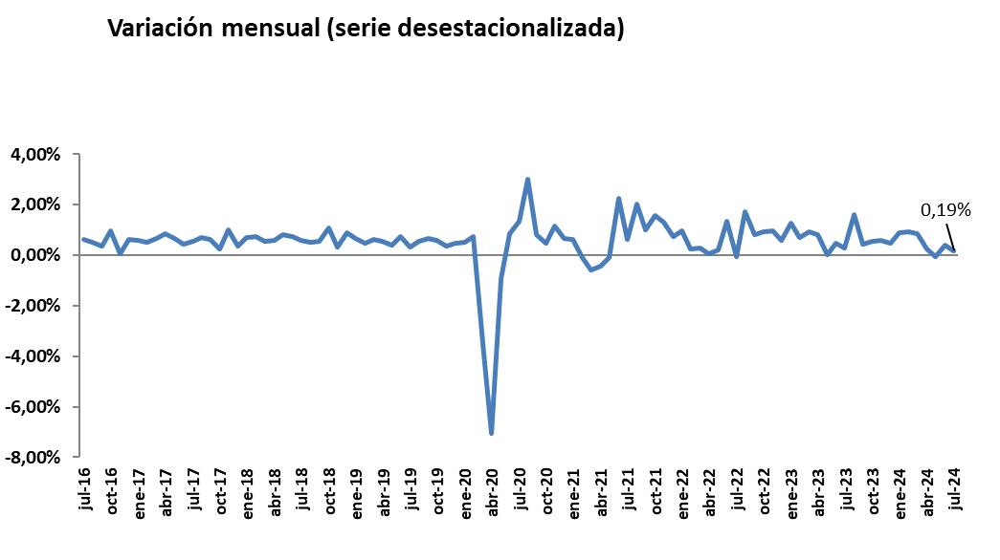 Variación mensual (serie desestacionalizada)
4,00%
2,00%
0,00%
-2,00%
-4,00%
-6,00%
-8,00%
0,19%
jul-16
oct-16
ene-17
abr-17
jul-17
oct-17
ene-18
abr-18
jul-18
oct-18
ene-19
abr-19
jul-19
oct-19
ene-20
abr-20
jul-20
oct-20
ene-21
abr-21
jul-21
oct-21
ene-22
abr-22
jul-22
oct-22
ene-23
abr-23
jul-23
oct-23
ene-24
abr-24
jul-24